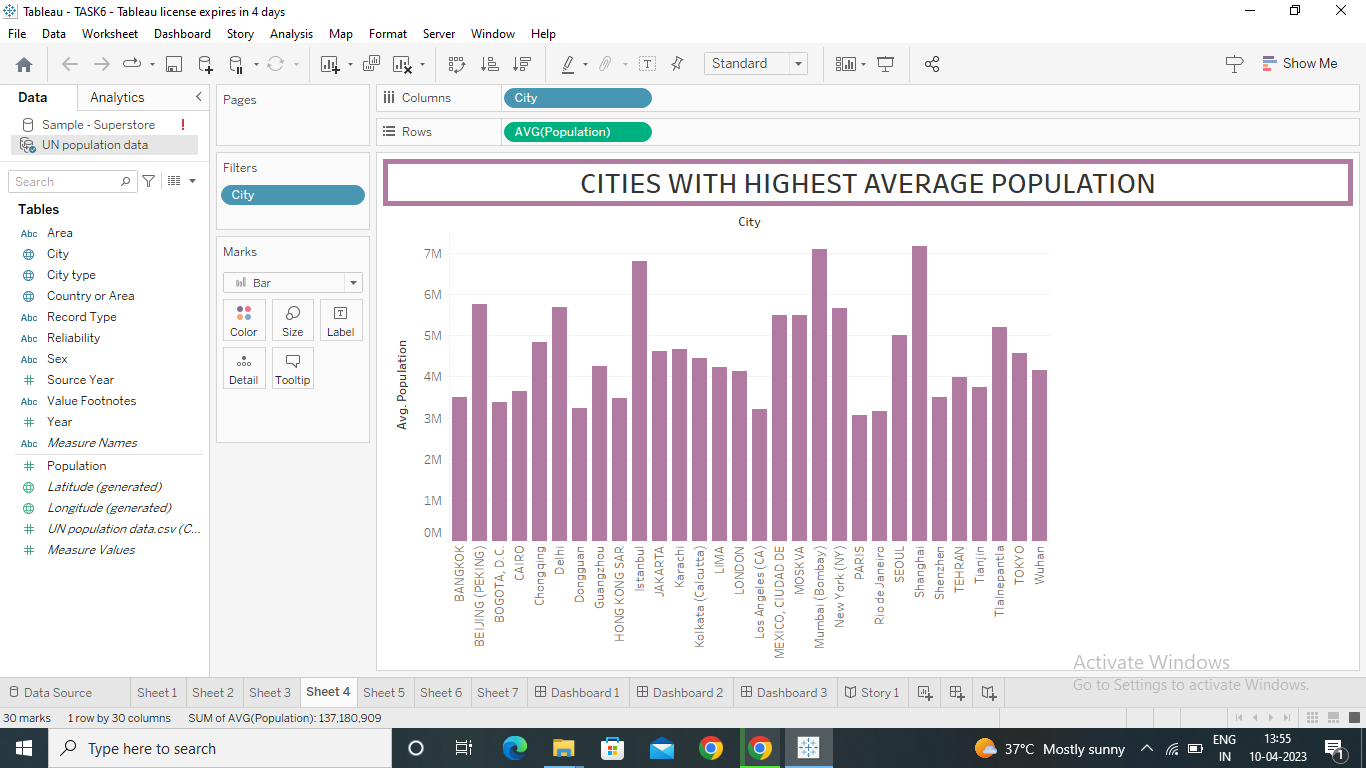 Tableau - TASK6 - Tableau license expires in 4 days
File Data Worksheet Dashboard Story Analysis Map Format Server Window Help
Standard
Show Me
Data Analytics
Sample - Superstore
UN population data
Search
Tables
Abc Area
City
City type
Country or Area
Abc Record Type
Abc Reliability
Abc Sex
Source Year
Abc Value Footnotes
Year
Abc Measure Names
Population
Latitude (generated)
Longitude (generated)
UN population data.csv (C...
Measure Values
Pages
Filters
City
Marks
Bar
Color Size Label
Detail Tooltip
Columns City
Rows AVG(Population)
CITIES WITH HIGHEST AVERAGE POPULATION
City
Avg. Population
7M
6M
5M
4M
3M
2M
1M
0M
BANGKOK
BEIJING (PEKING)
BOGOTA, D.C.
CAIRO
Chongqing
Delhi
Dongguan
Guangzhou
HONG KONG SAR
Istanbul
JAKARTA
Karachi
Kolkata (Calcutta)
LIMA
LONDON
Los Angeles (CA)
MEXICO, CIUDAD DE
MOSKVA
Mumbai (Bombay)
New York (NY)
PARIS
Rio de Janeiro
SEOUL
Shanghai
Shenzhen
TEHRAN
Tianjin
Tlalnepantla
TOKYO
Wuhan
Activate Windows
Go to Settings to activate Windows.
Data Source Sheet 1 Sheet 2 Sheet 3 Sheet 4 Sheet 5 Sheet 6 Sheet 7 Dashboard 1 Dashboard 2 Dashboard 3 Story 1
30 marks 1 row by 30 columns SUM of AVG(Population): 137,180,909
Type here to search
37°C Mostly sunny
ENG
IN
13:55
10-04-2023
1